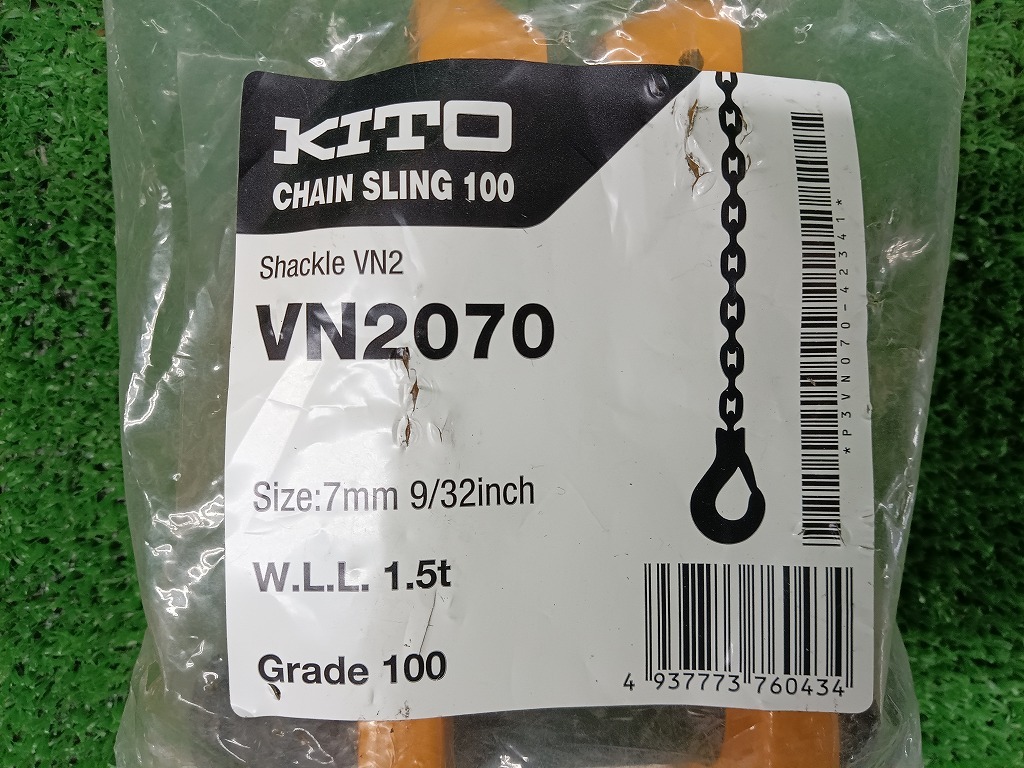 KITO
CHAIN SLING 100
Shackle VN2
VN2070
Size:7mm 9/32inch
W.L.L. 1.5t
Grade 100
*P3VN070-42341*
4 937773 760434